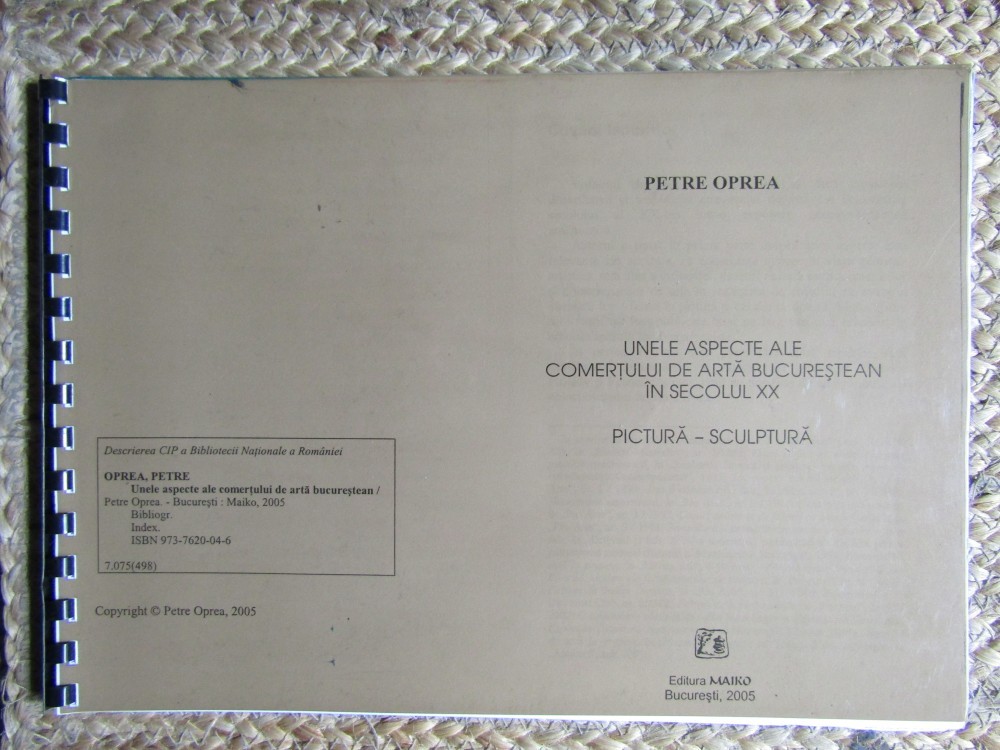 Descrierea CIP a Bibliotecii Naționale a României
OPREA, PETRE
Unele aspecte ale comerțului de artă bucureștean /
Petre Oprea. - București : Maiko, 2005
Bibliogr.
Index.
ISBN 973-7620-04-6
7.075(498)
Copyright © Petre Oprea, 2005
PETRE OPREA
UNELE ASPECTE ALE
COMERȚULUI DE ARTĂ BUCUREȘTEAN
ÎN SECOLUL XX
PICTURĂ – SCULPTURĂ
Editura MAIKO
București, 2005